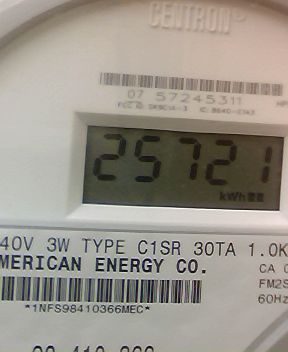 CENTRON
07 57245311
25721
kWh
40V 3W TYPE C1SR 30TA 1.0K
MERICAN ENERGY CO.
CA 0
FM2S
60Hz
*1NFS98410366MEC*